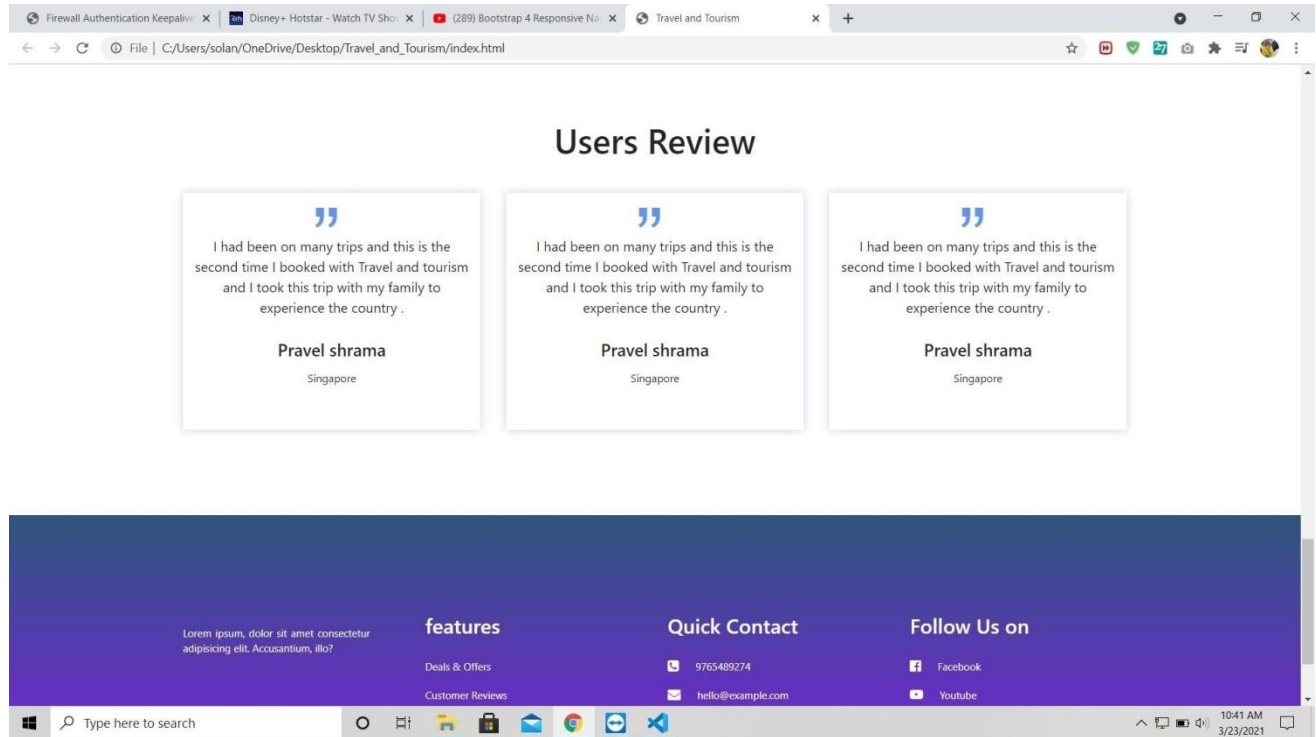 Firewall Authentication Keepaliv
Disney+ Hotstar - Watch TV Sho
(289) Bootstrap 4 Responsive Na
Travel and Tourism
File | C:/Users/solan/OneDrive/Desktop/Travel_and_Tourism/index.html
27
Users Review
I had been on many trips and this is the
second time I booked with Travel and tourism
and I took this trip with my family to
experience the country .
Pravel shrama
Singapore
I had been on many trips and this is the
second time I booked with Travel and tourism
and I took this trip with my family to
experience the country .
Pravel shrama
Singapore
I had been on many trips and this is the
second time I booked with Travel and tourism
and I took this trip with my family to
experience the country .
Pravel shrama
Singapore
Lorem ipsum, dolor sit amet consectetur
adipisicing elit. Accusantium, illo?
features
Deals & Offers
Customer Reviews
Quick Contact
9765489274
hello@example.com
Follow Us on
Facebook
Youtube
Type here to search
10:41 AM
3/23/2021